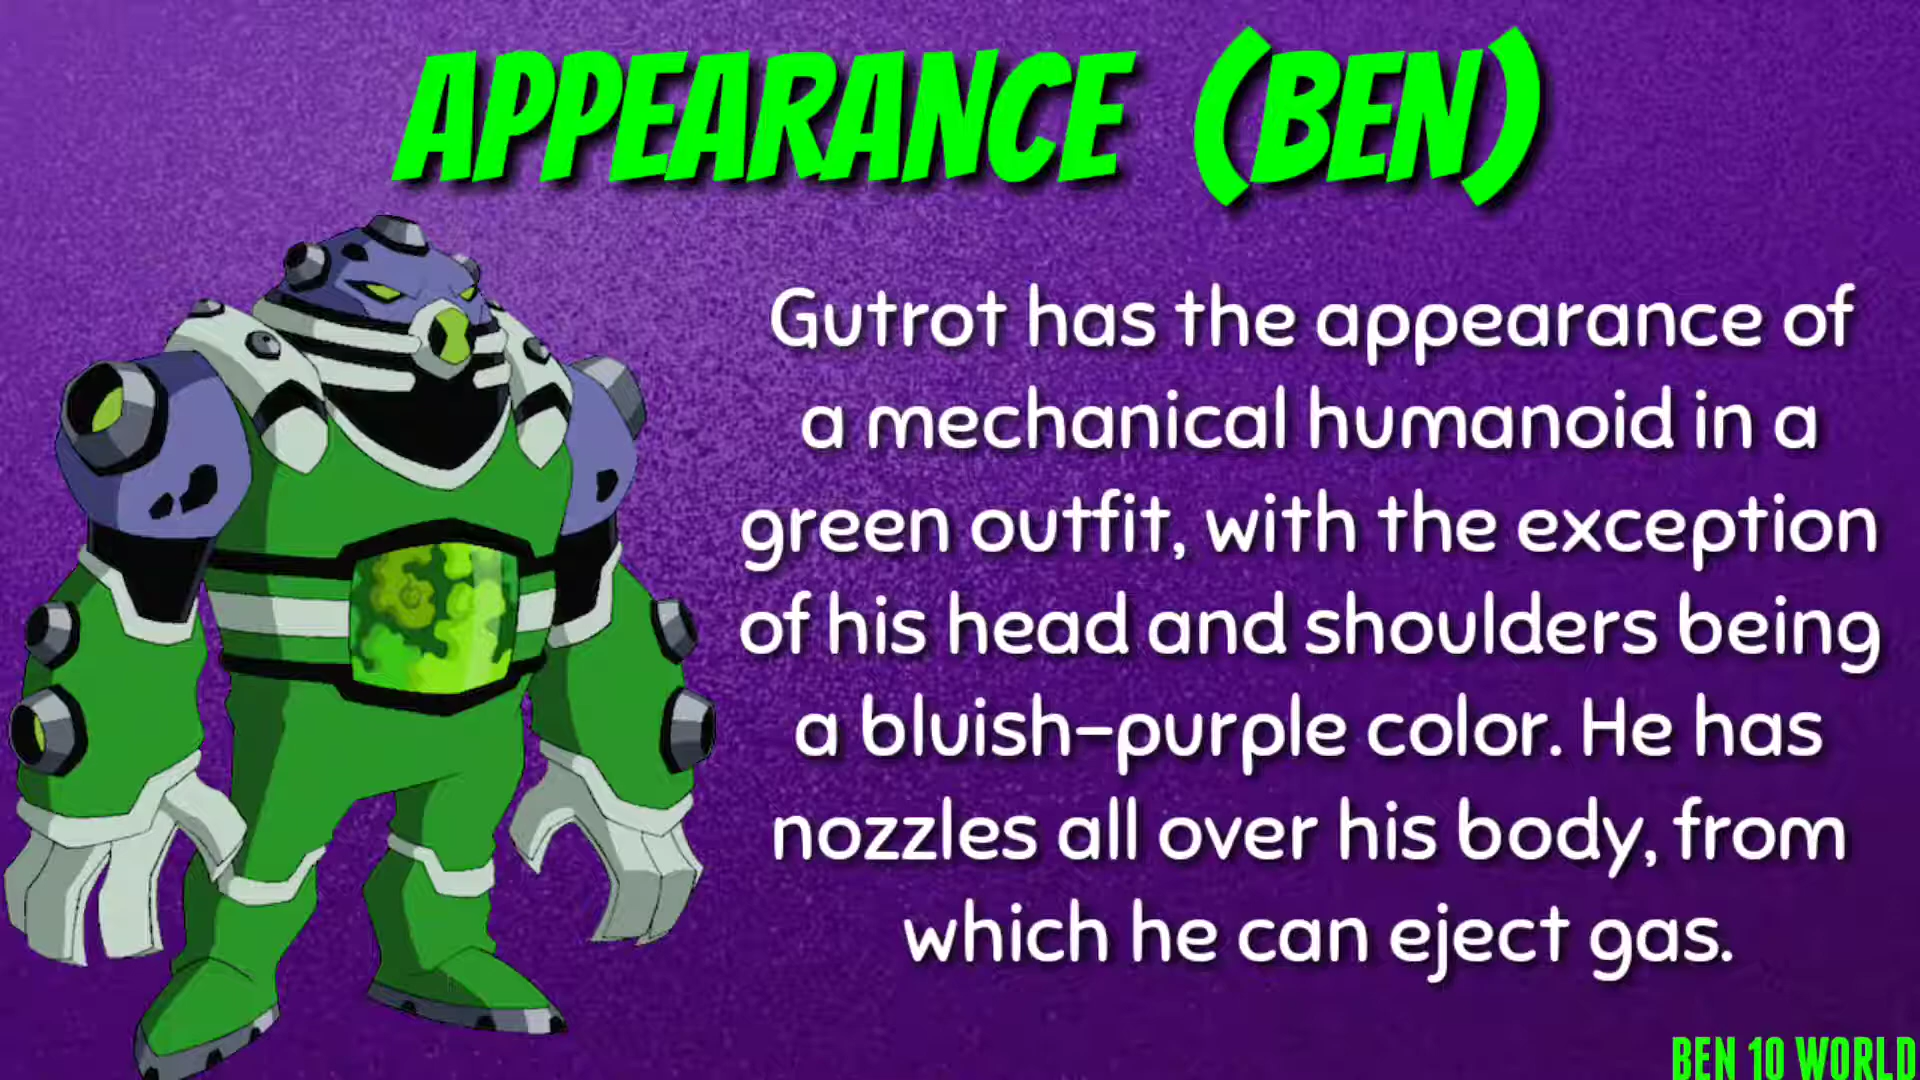 APPEARANCE (BEN)
Gutrot has the appearance of
a mechanical humanoid in a
green outfit, with the exception
of his head and shoulders being
a bluish-purple color. He has
nozzles all over his body, from
which he can eject gas.
BEN 10 WORLD